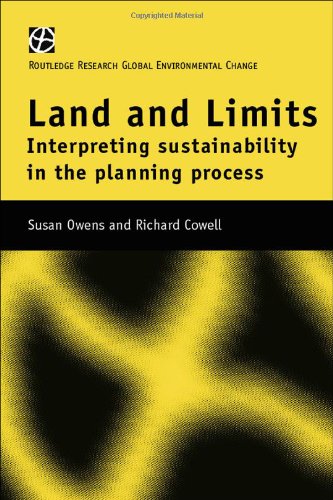 Copyrighted Material
ROUTLEDGE RESEARCH GLOBAL ENVIRONMENTAL CHANGE
Land and Limits
Interpreting sustainability
in the planning process
Susan Owens and Richard Cowell